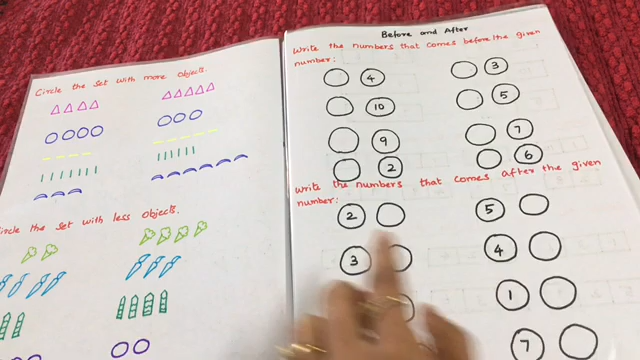 Circle the set with more objects.
Circle the set with less objects.
Before and After
Write the numbers that comes before the given
number:
4 3
10 5
9 7
2 6
Write the numbers that comes after the given
number:
2 5
3 4
1
7